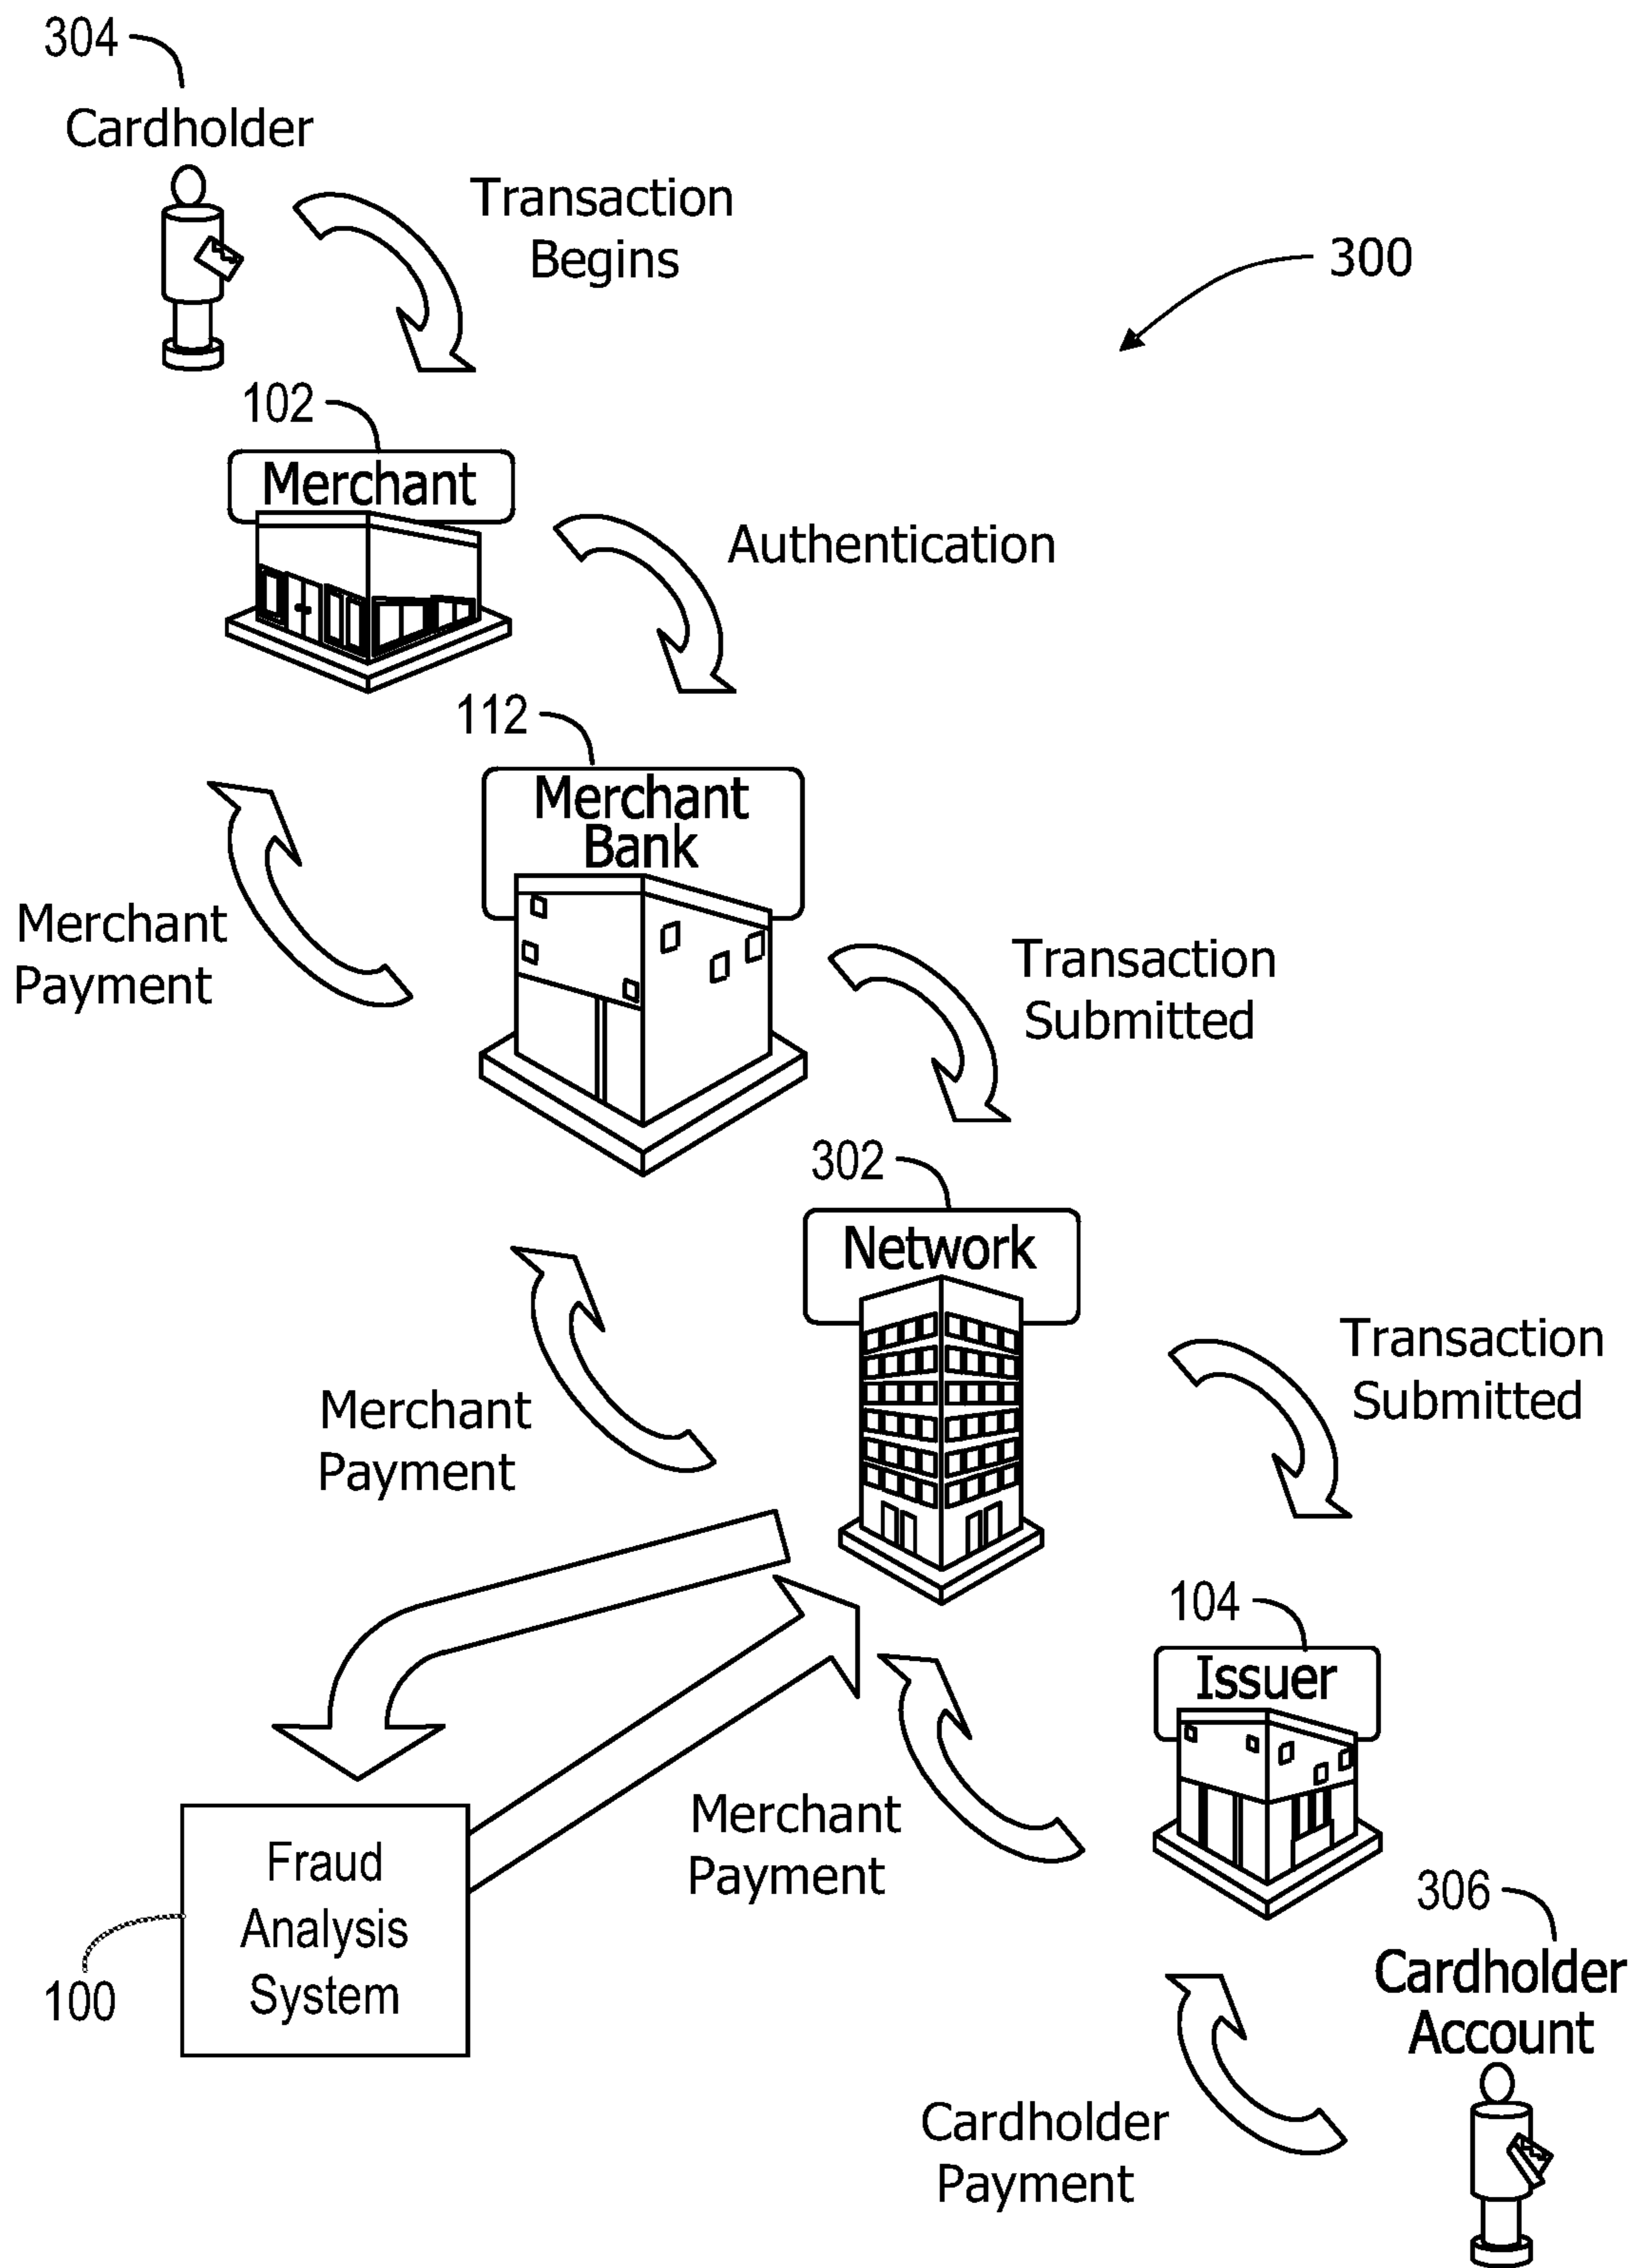 304
Cardholder
Transaction
Begins
300
102
Merchant
Authentication
112
Merchant
Bank
Merchant
Payment
Transaction
Submitted
302
Network
Transaction
Submitted
Merchant
Payment
104
Issuer
Merchant
Payment
Fraud
Analysis
System
100
306
Cardholder
Account
Cardholder
Payment